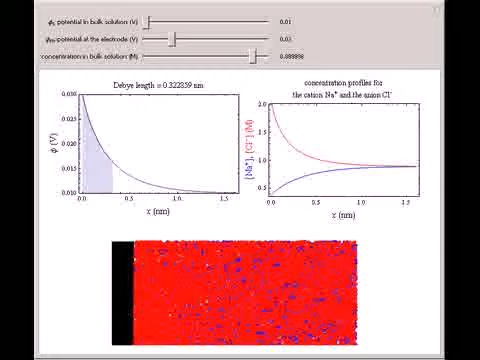 ϕs, potential in bulk solution (V) 0.01
ϕM, potential at the electrode (V) 0.03
concentration in bulk solution (M) 0.888898
Debye length = 0.322859 nm
0.030
0.025
0.020
0.015
0.010
ϕ (V)
0.0 0.5 1.0 1.5
x (nm)
concentration profiles for
the cation Na⁺ and the anion Cl⁻
2.0
1.5
1.0
0.5
[Na⁺], [Cl⁻] (M)
0.0 0.5 1.0 1.5
x (nm)